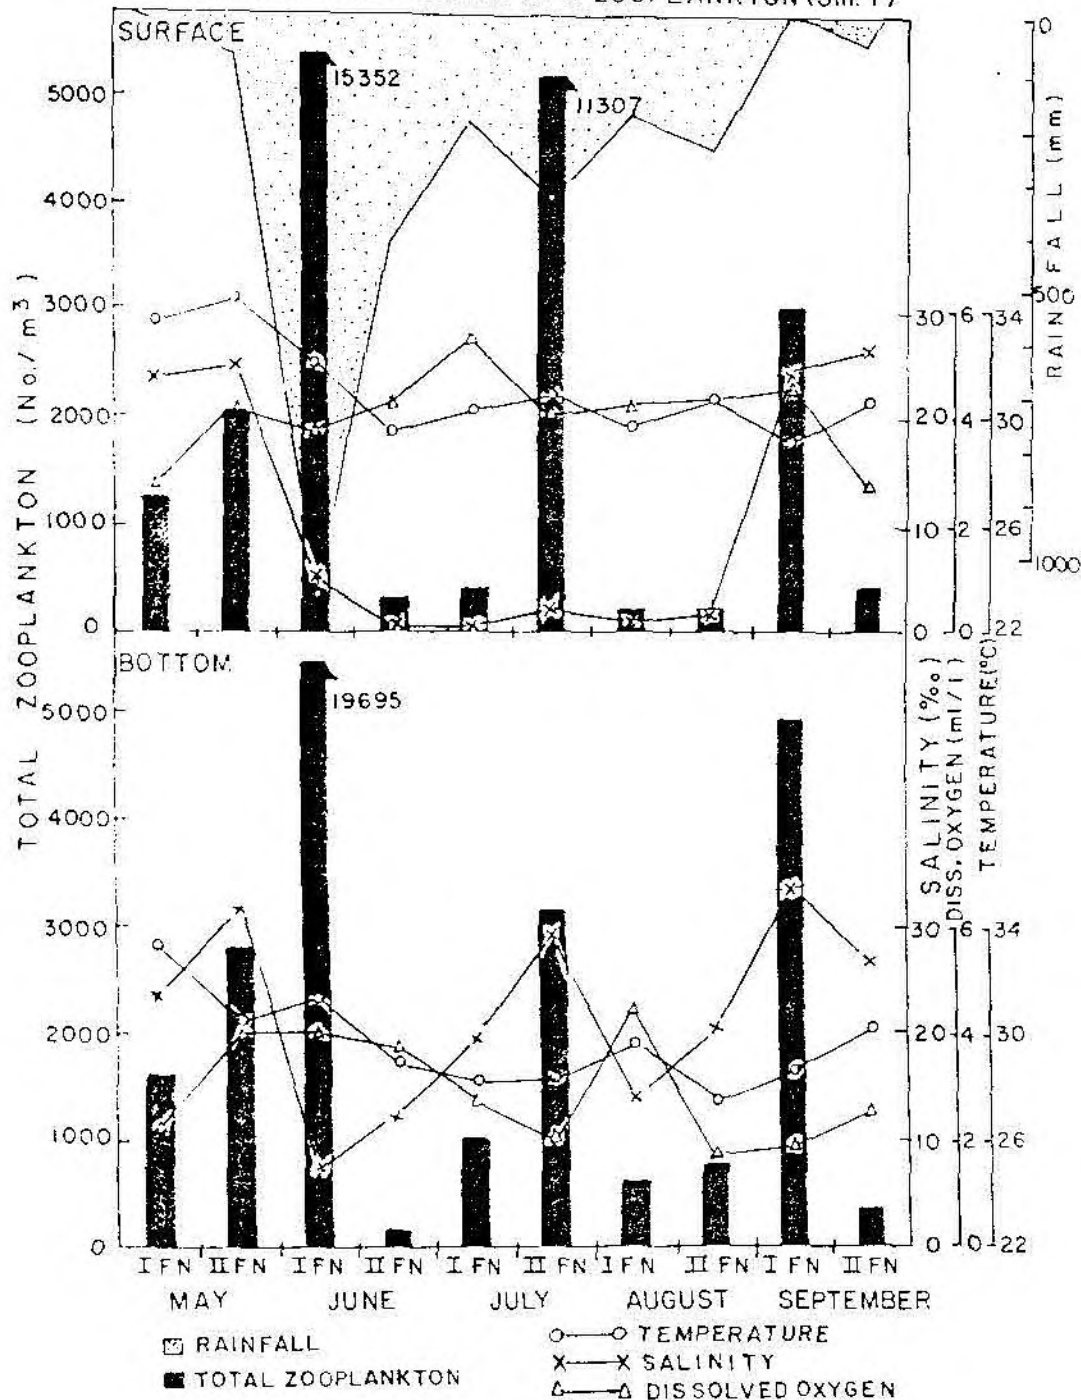 ZOOPLANKTON
SURFACE
15352
11307
5000
4000
3000
2000
1000
0
TOTAL ZOOPLANKTON (No./m³)
0
500
1000
RAINFALL (mm)
30 6 34
20 4 30
10 2 26
0 0 22
BOTTOM
19695
5000
4000
3000
2000
1000
0
SALINITY (‰)
DISS. OXYGEN (ml/l)
TEMPERATURE (°C)
30 6 34
20 4 30
10 2 26
0 0 22
I FN II FN I FN II FN I FN II FN I FN II FN I FN II FN
MAY JUNE JULY AUGUST SEPTEMBER
RAINFALL
TOTAL ZOOPLANKTON
TEMPERATURE
SALINITY
DISSOLVED OXYGEN